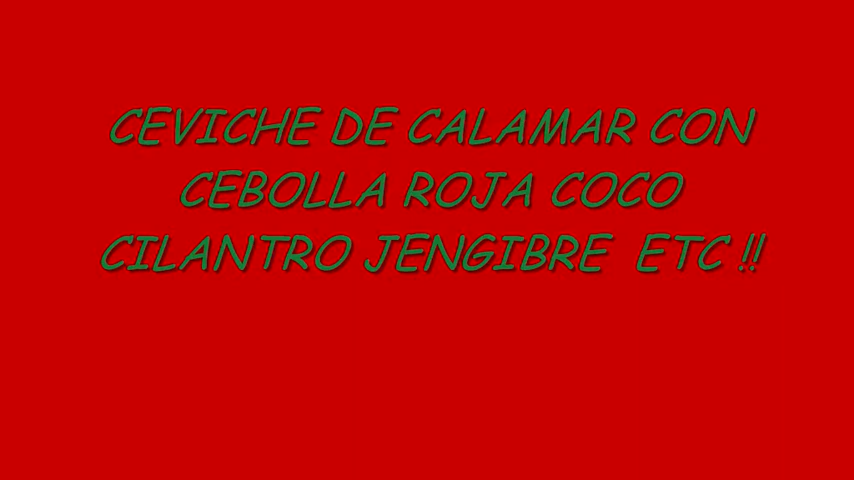 CEVICHE DE CALAMAR CON
CEBOLLA ROJA COCO
CILANTRO JENGIBRE  ETC !!